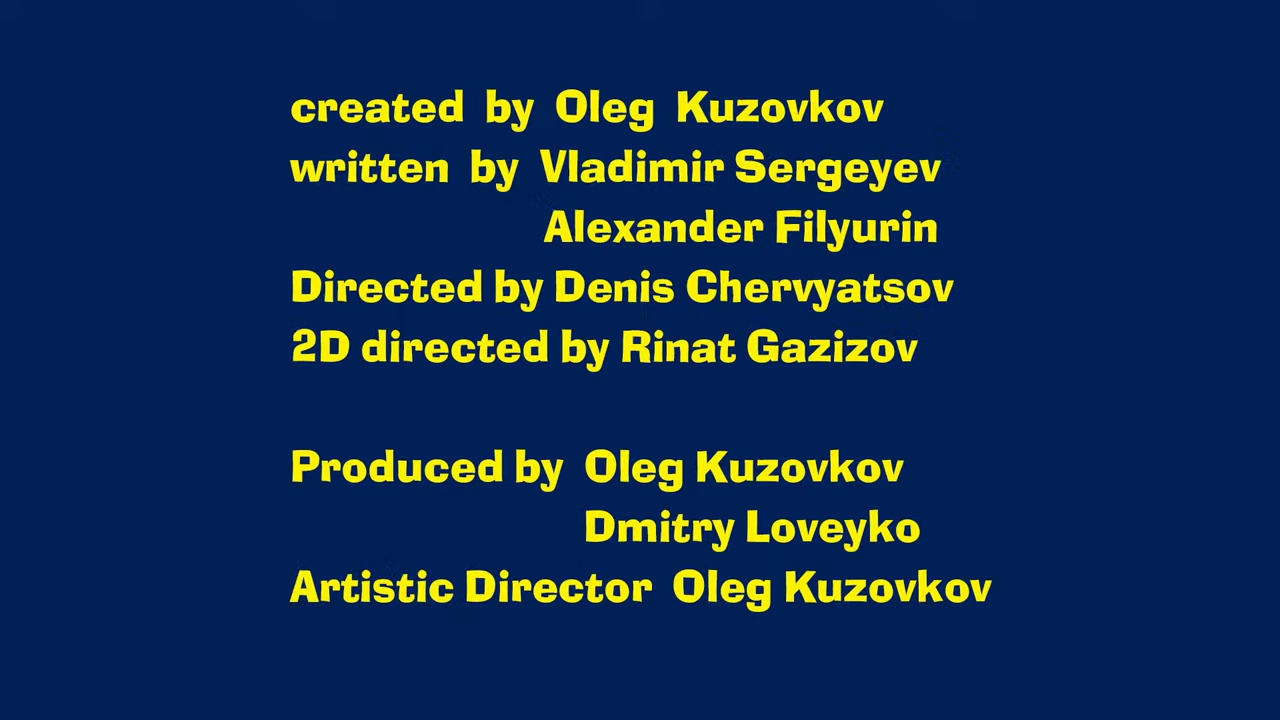 created by Oleg Kuzovkov
written by Vladimir Sergeyev
Alexander Filyurin
Directed by Denis Chervyatsov
2D directed by Rinat Gazizov
Produced by Oleg Kuzovkov
Dmitry Loveyko
Artistic Director Oleg Kuzovkov